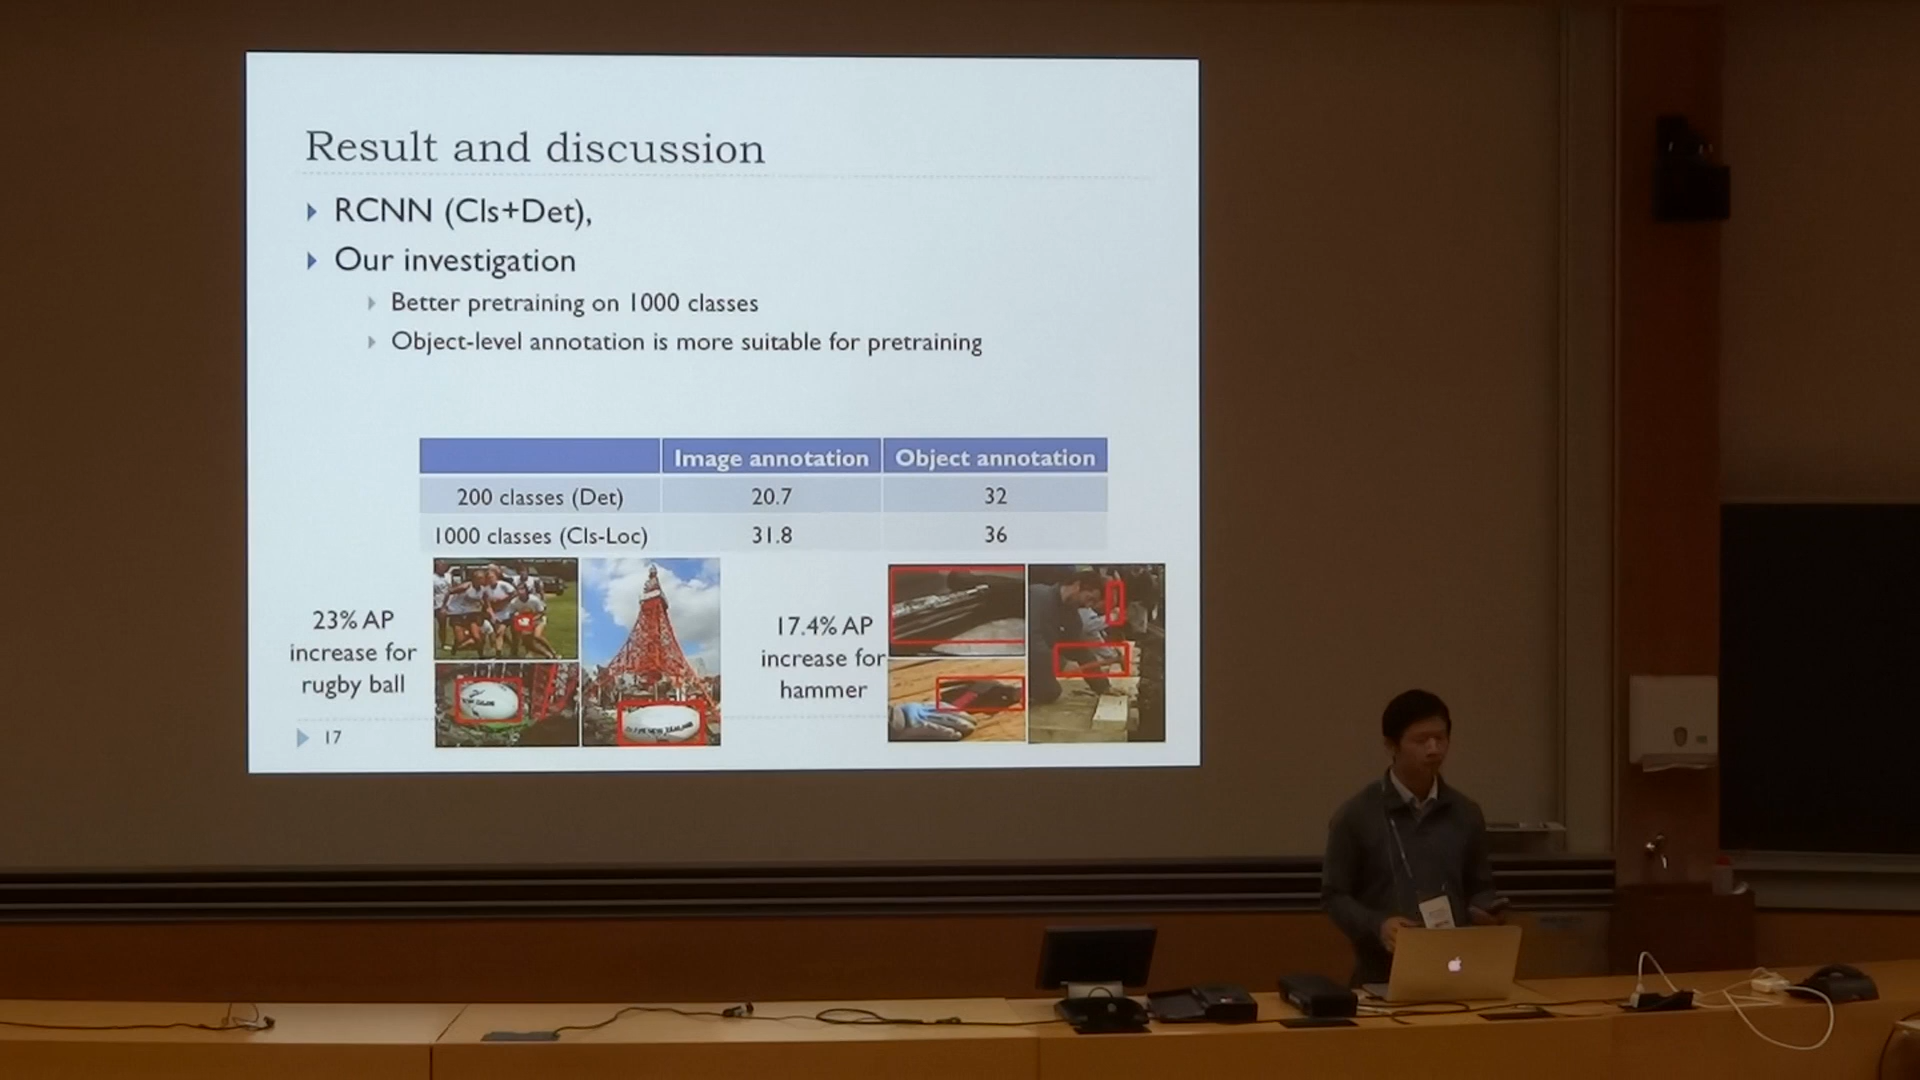 Result and discussion
RCNN (Cls+Det),
Our investigation
Better pretraining on 1000 classes
Object-level annotation is more suitable for pretraining
Image annotation Object annotation
200 classes (Det) 20.7 32
1000 classes (Cls-Loc) 31.8 36
23% AP
increase for
rugby ball
17.4% AP
increase for
hammer
17